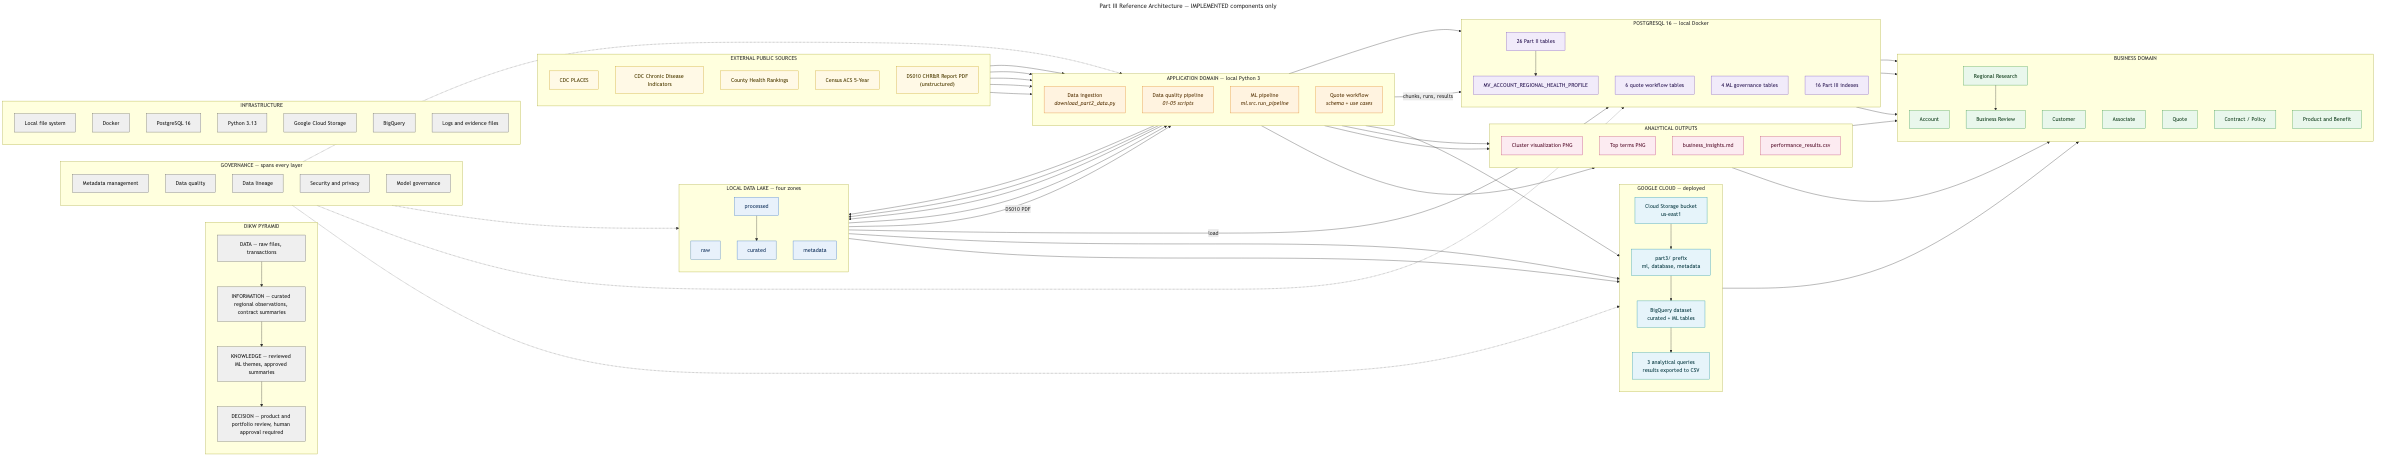 Part III Reference Architecture — IMPLEMENTED components only
INFRASTRUCTURE
Local file system
Docker
PostgreSQL 16
Python 3.13
Google Cloud Storage
BigQuery
Logs and evidence files
GOVERNANCE — spans every layer
Metadata management
Data quality
Data lineage
Security and privacy
Model governance
DIKW PYRAMID
DATA — raw files,
transactions
INFORMATION — curated
regional observations,
contract summaries
KNOWLEDGE — reviewed
ML themes, approved
summaries
DECISION — product and
portfolio review, human
approval required
EXTERNAL PUBLIC SOURCES
CDC PLACES
CDC Chronic Disease
Indicators
County Health Rankings
Census ACS 5-Year
DS010 CHR&R Report PDF
(unstructured)
LOCAL DATA LAKE — four zones
processed
raw
curated
metadata
DS010 PDF
load
APPLICATION DOMAIN — local Python 3
Data ingestion
download_part2_data.py
Data quality pipeline
01-05 scripts
ML pipeline
ml.src.run_pipeline
Quote workflow
schema + use cases
chunks, runs, results
POSTGRESQL 16 — local Docker
26 Part II tables
MV_ACCOUNT_REGIONAL_HEALTH_PROFILE
6 quote workflow tables
4 ML governance tables
16 Part III indexes
ANALYTICAL OUTPUTS
Cluster visualization PNG
Top terms PNG
business_insights.md
performance_results.csv
GOOGLE CLOUD — deployed
Cloud Storage bucket
us-east1
part3/ prefix
ml, database, metadata
BigQuery dataset
curated + ML tables
3 analytical queries
results exported to CSV
BUSINESS DOMAIN
Regional Research
Account
Business Review
Customer
Associate
Quote
Contract / Policy
Product and Benefit